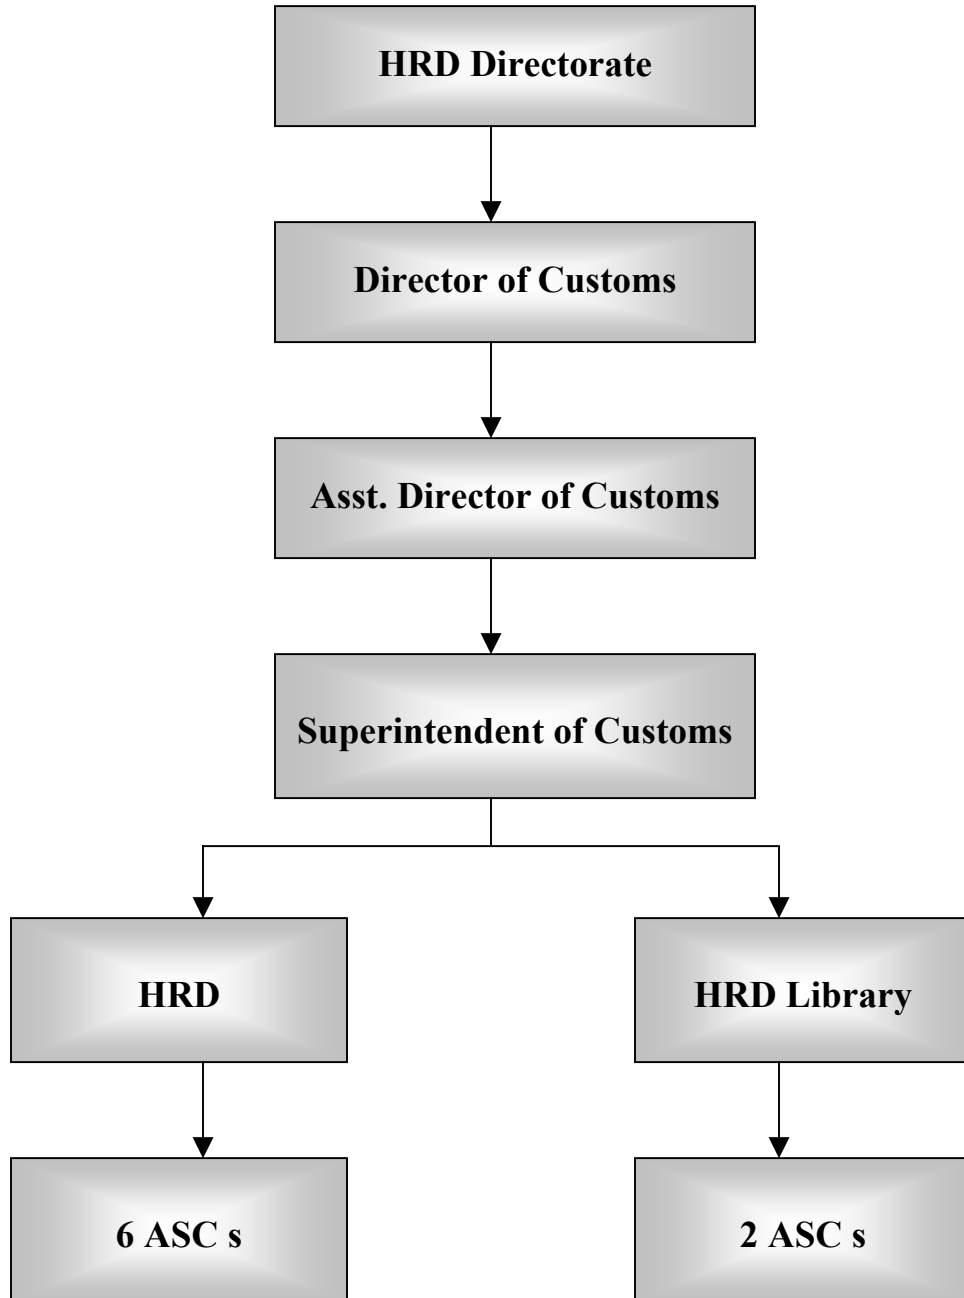 HRD Directorate
Director of Customs
Asst. Director of Customs
Superintendent of Customs
HRD
HRD Library
6 ASC s
2 ASC s